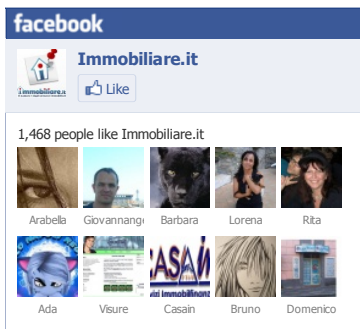 facebook
Immobiliare.it
Like
1,468 people like Immobiliare.it
Arabella Giovannange Barbara Lorena Rita
CASAIN
Ada Visure Casain Bruno Domenico